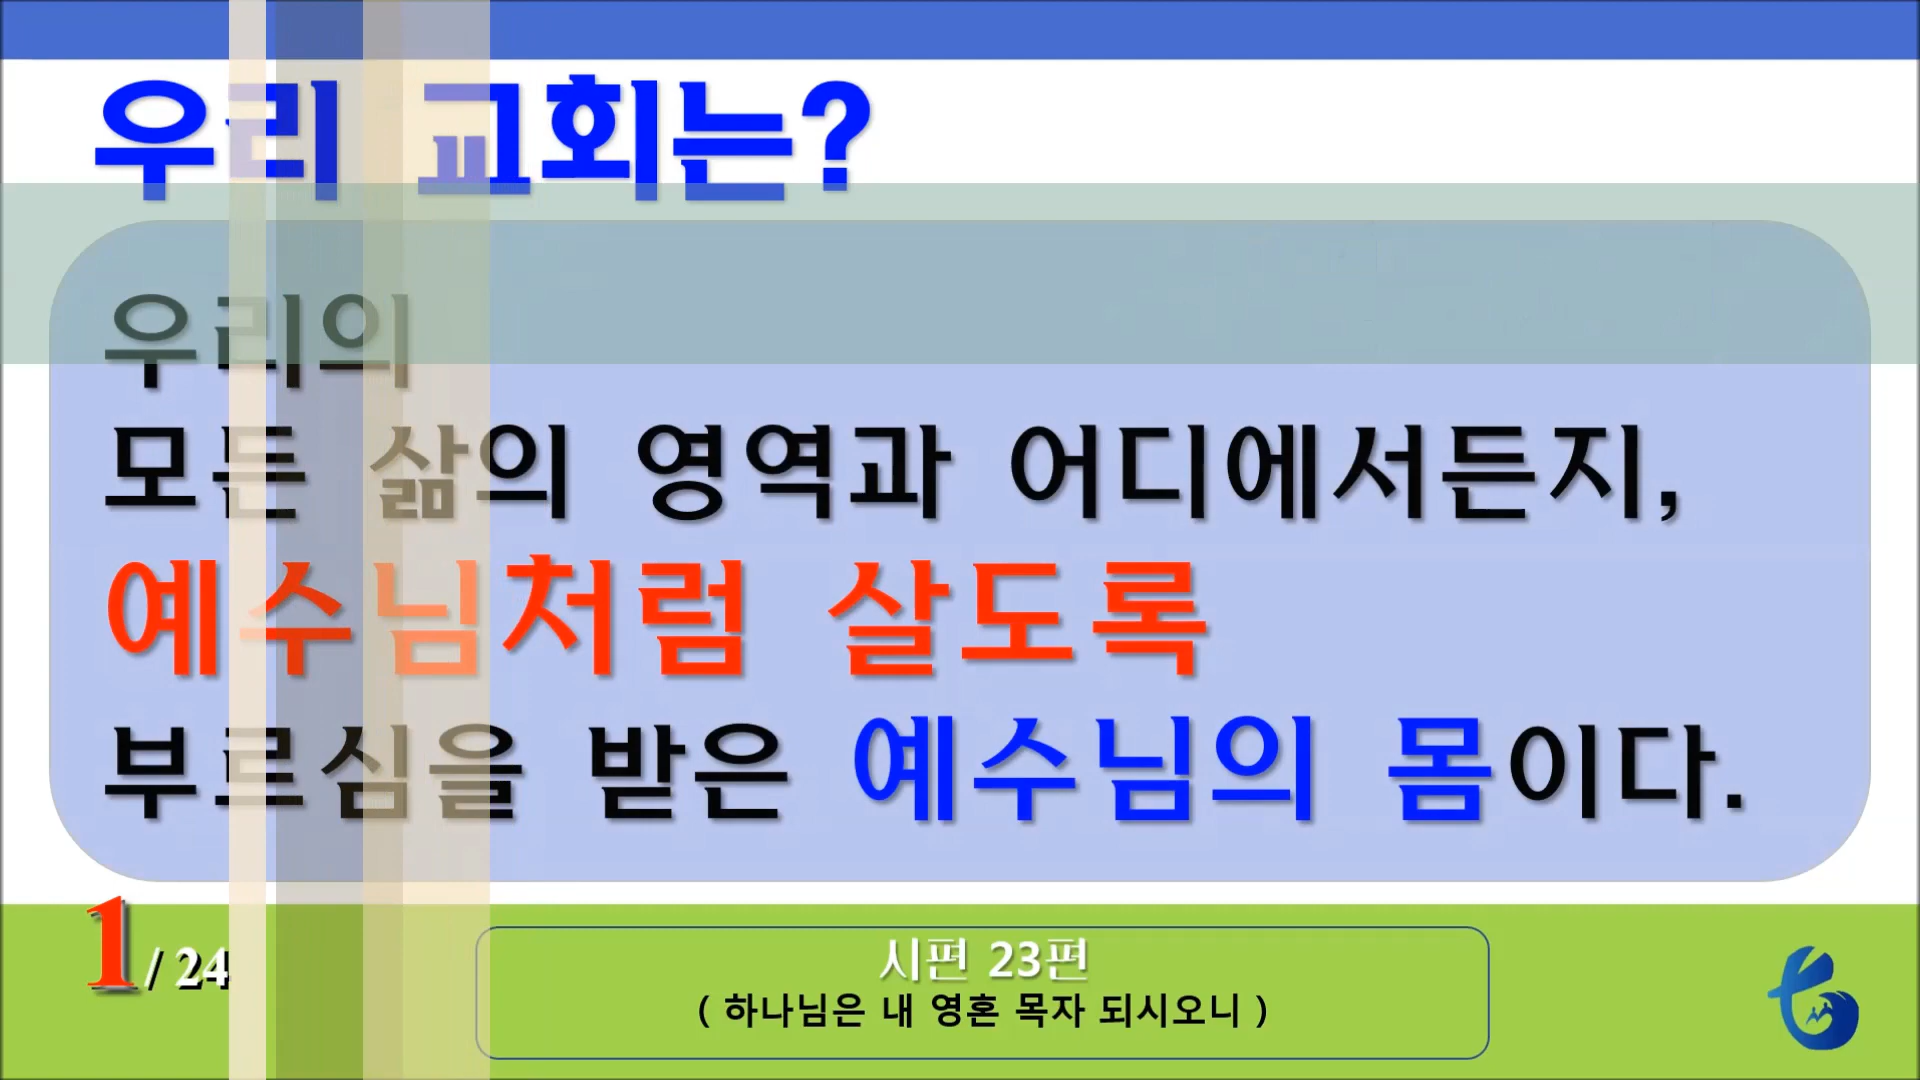 우리 교회는?
우리의
모든 삶의 영역과 어디에서든지,
예수님처럼 살도록
부르심을 받은 예수님의 몸이다.
1 / 24
시편 23편
( 하나님은 내 영혼 목자 되시오니 )